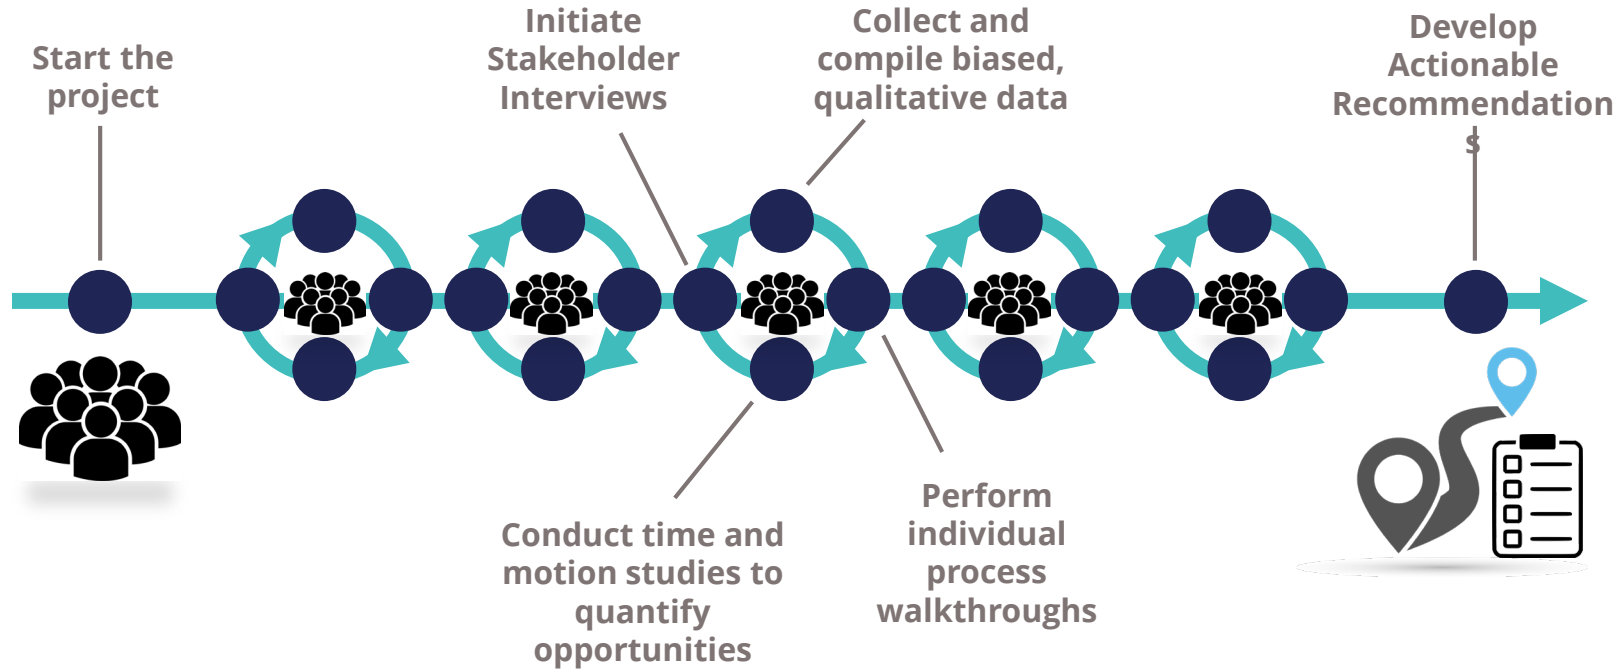 Start the
project
Initiate
Stakeholder
Interviews
Collect and
compile biased,
qualitative data
Develop
Actionable
Recommendation
s
Conduct time and
motion studies to
quantify
opportunities
Perform
individual
process
walkthroughs